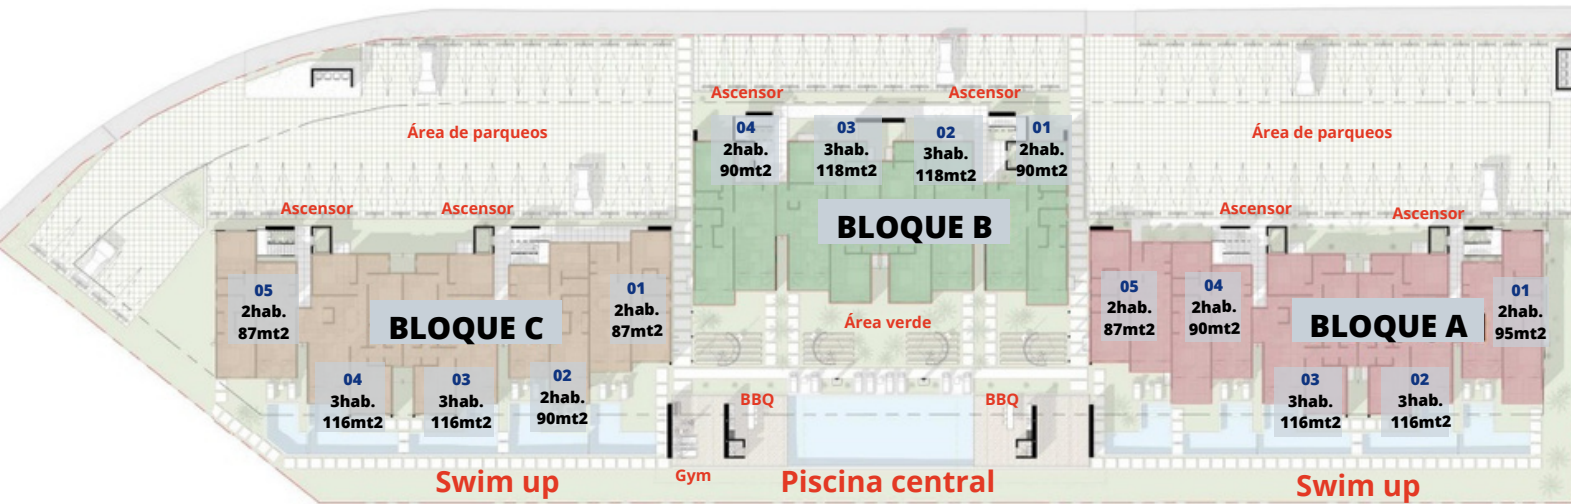 Ascensor
Ascensor
04
2hab.
90mt2
03
3hab.
118mt2
02
3hab.
118mt2
01
2hab.
90mt2
Área de parqueos
Área de parqueos
Ascensor
Ascensor
BLOQUE B
Ascensor
Ascensor
05
2hab.
87mt2
BLOQUE C
01
2hab.
87mt2
04
3hab.
116mt2
03
3hab.
116mt2
02
2hab.
90mt2
Área verde
05
2hab.
87mt2
04
2hab.
90mt2
BLOQUE A
01
2hab.
95mt2
03
3hab.
116mt2
02
3hab.
116mt2
BBQ
BBQ
Swim up
Gym
Piscina central
Swim up